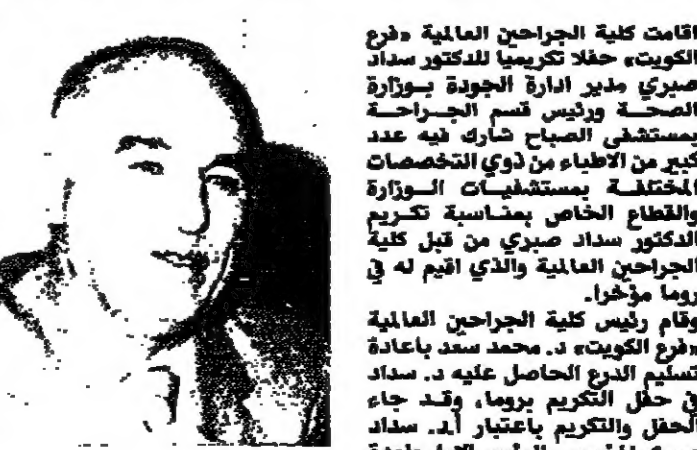 اقامت كلية الجراحين العالمية «فرع
الكويت» حفلا تكريميا للدكتور سداد
صبري مدير ادارة الجودة بوزارة
الصحة ورئيس قسم الجراحة
بمستشفى الصباح شارك فيه عدد
كبير من الاطباء من ذوي التخصصات
المختلفة بمستشفيات الوزارة
والقطاع الخاص بمناسبة تكريم
الدكتور سداد صبري من قبل كلية
الجراحين العالمية والذي اقيم له في
روما مؤخرا.
وقام رئيس كلية الجراحين العالمية
«فرع الكويت» د. محمد سعد باعادة
تسليم الدرع الحاصل عليه د. سداد
في حفل التكريم بروما، وقد جاء
الحفل والتكريم باعتبار أ.د. سداد